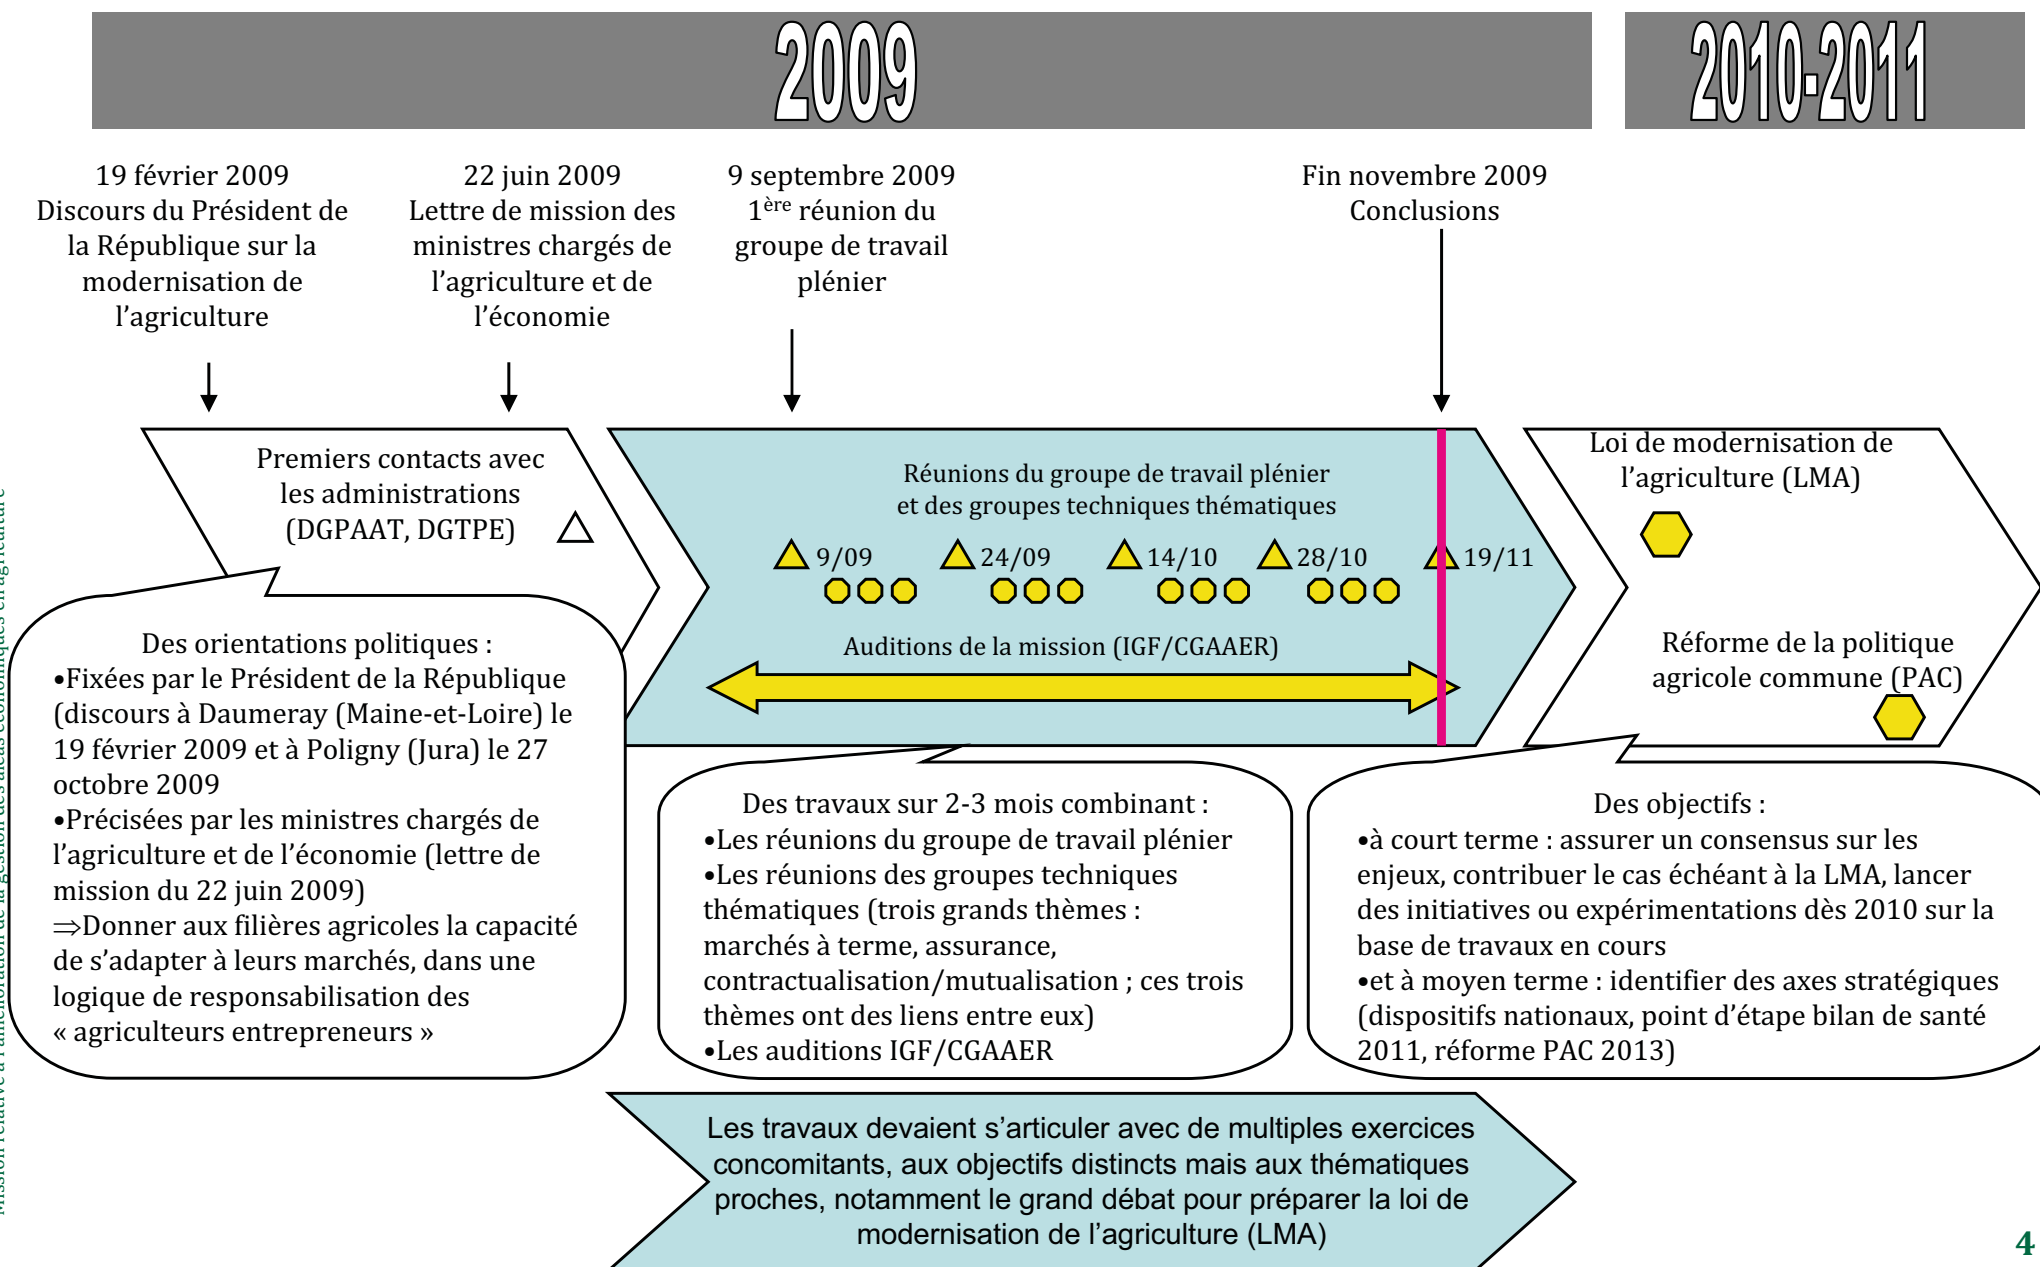 2009
2010-2011
19 février 2009
Discours du Président de
la République sur la
modernisation de
l’agriculture
22 juin 2009
Lettre de mission des
ministres chargés de
l’agriculture et de
l’économie
9 septembre 2009
1ère réunion du
groupe de travail
plénier
Fin novembre 2009
Conclusions
Premiers contacts avec
les administrations
(DGPAAT, DGTPE)
Réunions du groupe de travail plénier
et des groupes techniques thématiques
9/09
24/09
14/10
28/10
19/11
Auditions de la mission (IGF/CGAAER)
Loi de modernisation de
l’agriculture (LMA)
Réforme de la politique
agricole commune (PAC)
Des orientations politiques :
•Fixées par le Président de la République
(discours à Daumeray (Maine-et-Loire) le
19 février 2009 et à Poligny (Jura) le 27
octobre 2009
•Précisées par les ministres chargés de
l’agriculture et de l’économie (lettre de
mission du 22 juin 2009)
⇒Donner aux filières agricoles la capacité
de s’adapter à leurs marchés, dans une
logique de responsabilisation des
« agriculteurs entrepreneurs »
Des travaux sur 2-3 mois combinant :
•Les réunions du groupe de travail plénier
•Les réunions des groupes techniques
thématiques (trois grands thèmes :
marchés à terme, assurance,
contractualisation/mutualisation ; ces trois
thèmes ont des liens entre eux)
•Les auditions IGF/CGAAER
Des objectifs :
•à court terme : assurer un consensus sur les
enjeux, contribuer le cas échéant à la LMA, lancer
des initiatives ou expérimentations dès 2010 sur la
base de travaux en cours
•et à moyen terme : identifier des axes stratégiques
(dispositifs nationaux, point d’étape bilan de santé
2011, réforme PAC 2013)
Les travaux devaient s’articuler avec de multiples exercices
concomitants, aux objectifs distincts mais aux thématiques
proches, notamment le grand débat pour préparer la loi de
modernisation de l’agriculture (LMA)
Mission relative à l’amélioration de la gestion des aléas économiques en agriculture
4